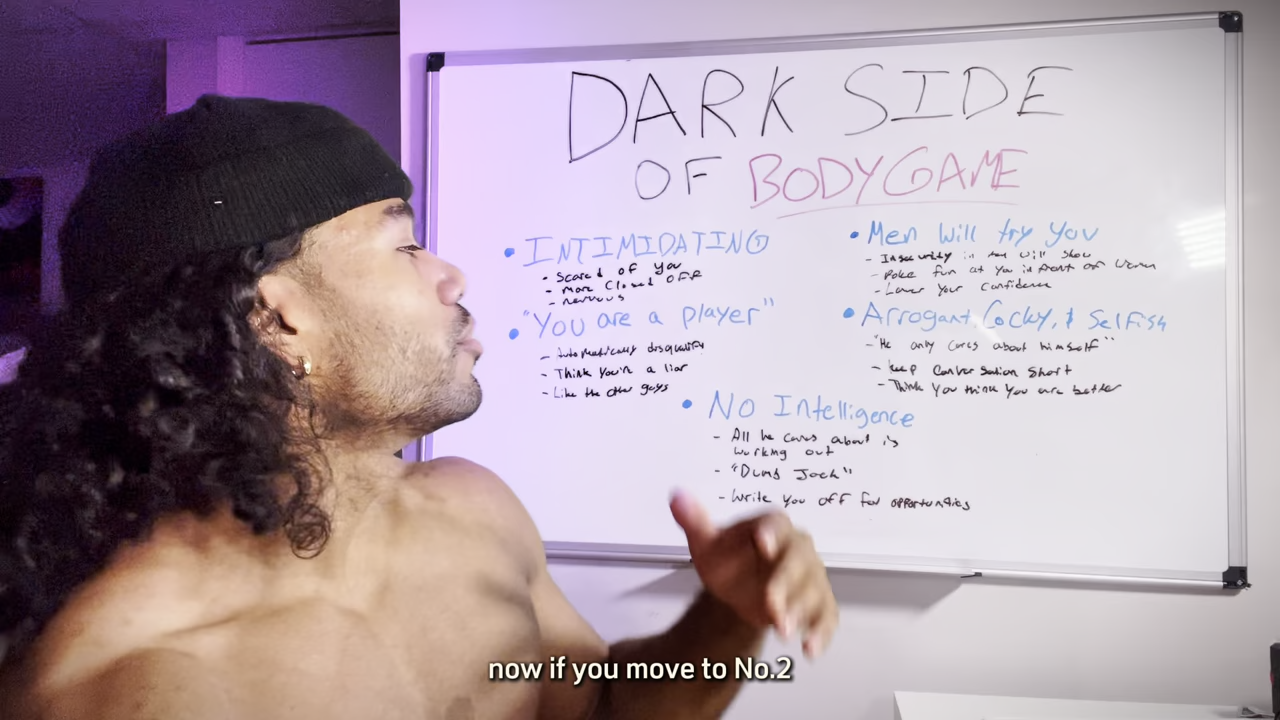 DARK SIDE
OF BODYGAME
• INTIMIDATING
• Scared of you
- more closed off
- nervous
• "You are a player"
- Automatically disqualify
- Think you're a liar
- Like the other guys
• Men Will try you
- Insecurity in men will show
- Poke fun at you in front of women
- Lower your confidence
• Arrogant, Cocky, & Selfish
- "He only cares about himself"
- keep conversation short
- Think you think you are better
• No Intelligence
- All he cares about is
working out
- "Dumb Jock"
- Write you off for opportunities
now if you move to No.2